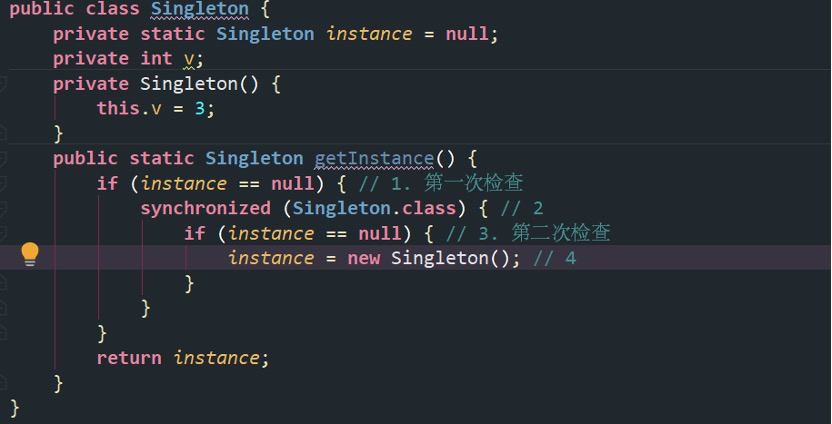 public class Singleton {
    private static Singleton instance = null;
    private int v;
    private Singleton() {
        this.v = 3;
    }
    public static Singleton getInstance() {
        if (instance == null) { // 1. 第一次检查
            synchronized (Singleton.class) { // 2
                if (instance == null) { // 3. 第二次检查
                    instance = new Singleton(); // 4
                }
            }
        }
        return instance;
    }
}